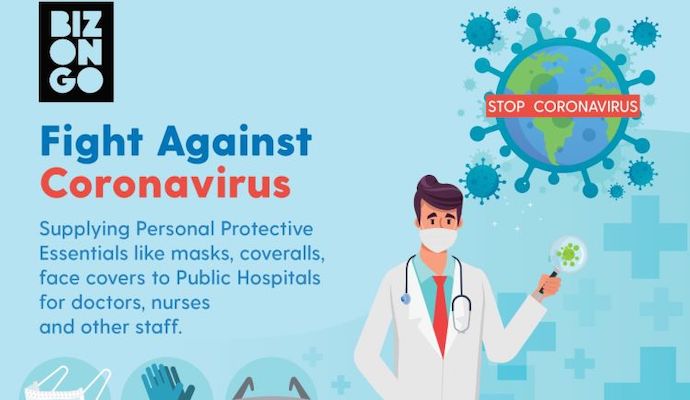 BIZ
ON
GO
STOP CORONAVIRUS
Fight Against
Coronavirus
Supplying Personal Protective
Essentials like masks, coveralls,
face covers to Public Hospitals
for doctors, nurses
and other staff.